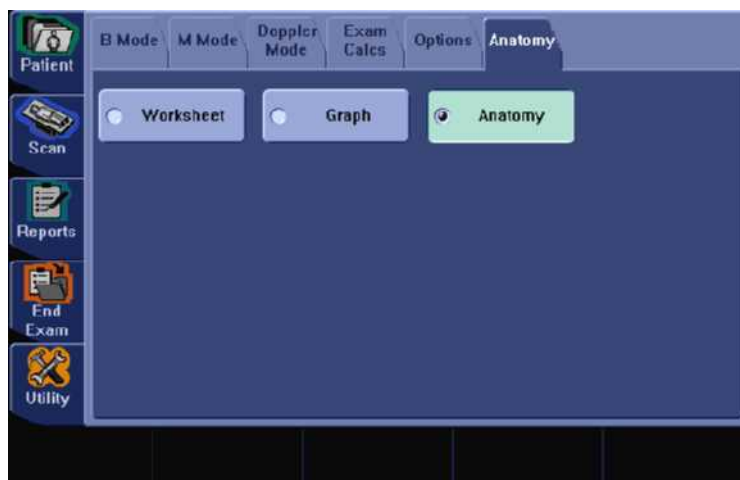 Patient
Scan
Reports
End
Exam
Utility
B Mode
M Mode
Doppler
Mode
Exam
Calcs
Options
Anatomy
Worksheet
Graph
Anatomy